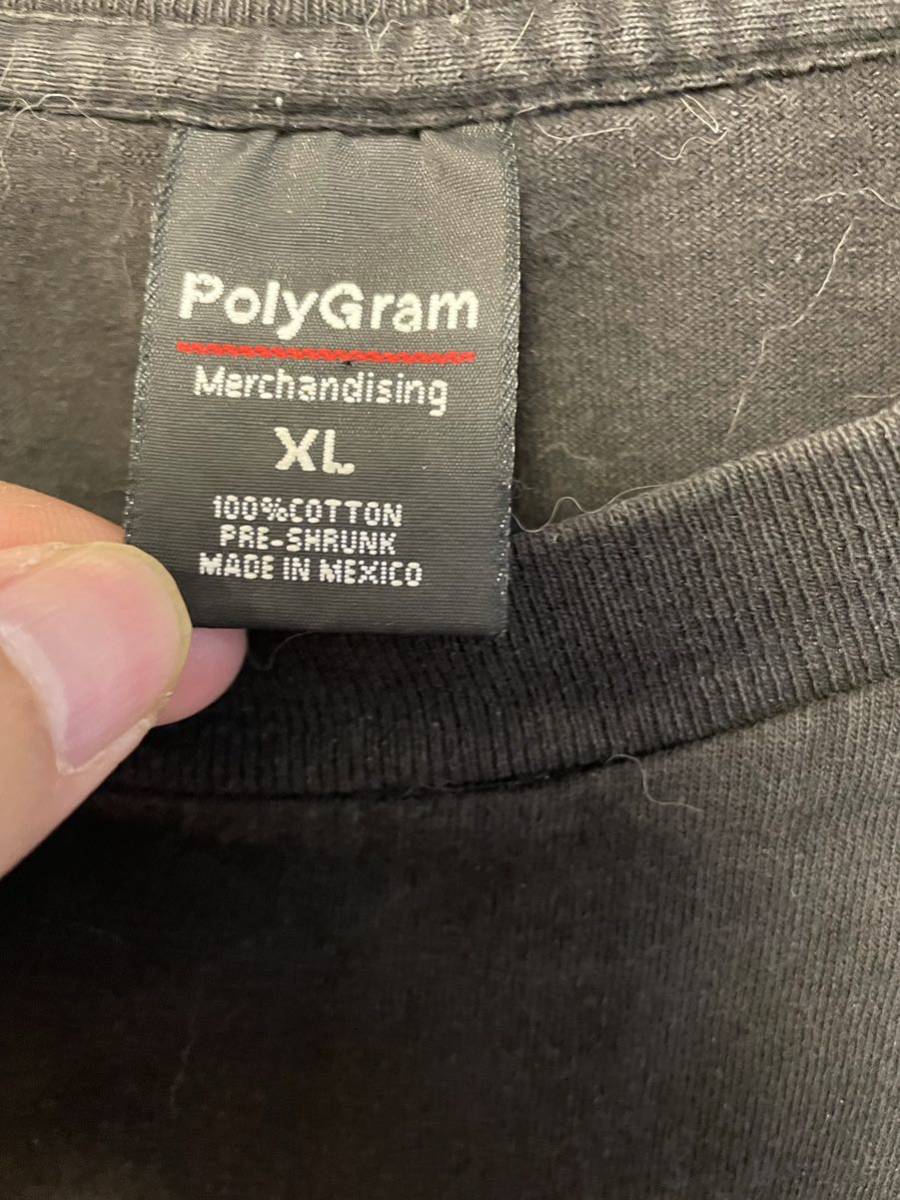 PolyGram
Merchandising
XL
100%COTTON
PRE-SHRUNK
MADE IN MEXICO